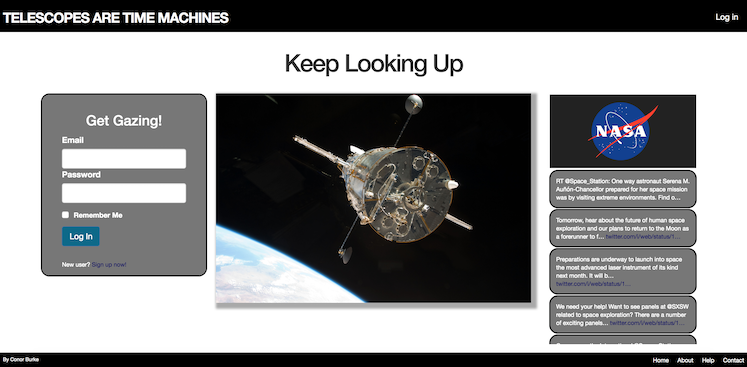 TELESCOPES ARE TIME MACHINES
Log in
Keep Looking Up
Get Gazing!
Email
Password
Remember Me
Log In
New user? Sign up now!
NASA
RT @Space_Station: One way astronaut Serena M.
Auñón-Chancellor prepared for her space mission
was by visiting extreme environments. Find o…
Tomorrow, hear about the future of human space
exploration and our plans to return to the Moon as
a forerunner to f… twitter.com/i/web/status/1…
Preparations are underway to launch into space
the most advanced laser instrument of its kind
next month. It will b…
twitter.com/i/web/status/1…
We need your help! Want to see panels at @SXSW
related to space exploration? There are a number
of exciting panels… twitter.com/i/web/status/1…
By Conor Burke
Home
About
Help
Contact